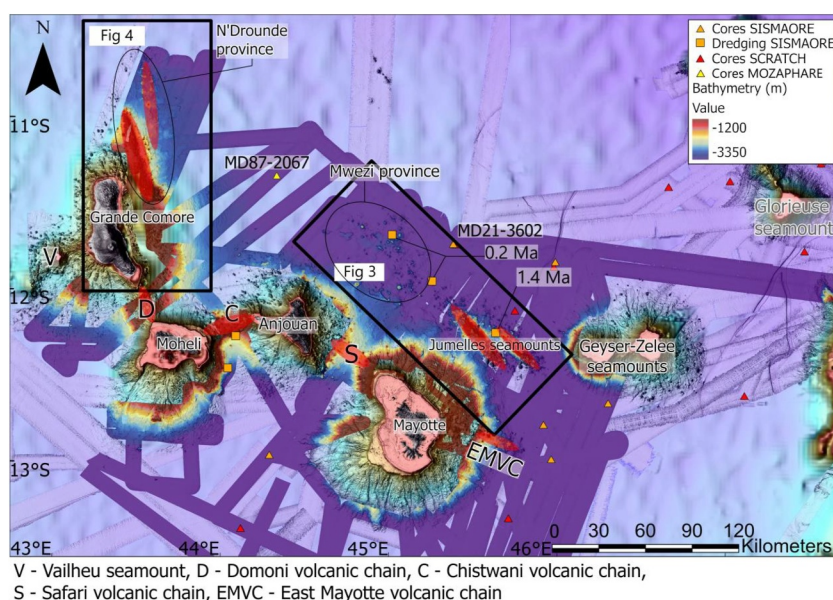 N
Fig 4
N'Drounde
province
Cores SISMAORE
Dredging SISMAORE
Cores SCRATCH
Cores MOZAPHARE
Bathymetry (m)
Value
-1200
-3350
11°S
MD87-2067
Mwezi province
Grande Comore
Glorieuse
seamount
MD21-3602
V
0.2 Ma
Fig 3
1.4 Ma
12°S
D
C
Anjouan
Moheli
S
Jumelles seamounts
Geyser-Zelee
seamounts
Mayotte
EMVC
13°S
0 30 60 90 120
Kilometers
43°E 44°E 45°E 46°E
V - Vailheu seamount, D - Domoni volcanic chain, C - Chistwani volcanic chain,
S - Safari volcanic chain, EMVC - East Mayotte volcanic chain